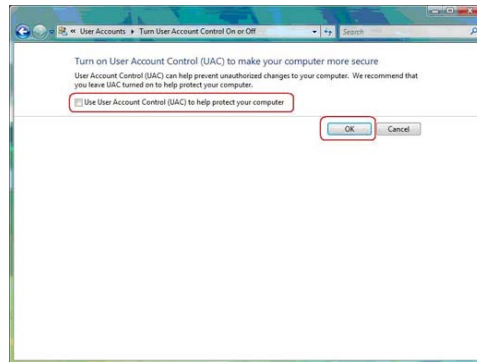 « User Accounts ▸ Turn User Account Control On or Off
Search
Turn on User Account Control (UAC) to make your computer more secure
User Account Control (UAC) can help prevent unauthorized changes to your computer. We recommend that
you leave UAC turned on to help protect your computer.
Use User Account Control (UAC) to help protect your computer
OK
Cancel